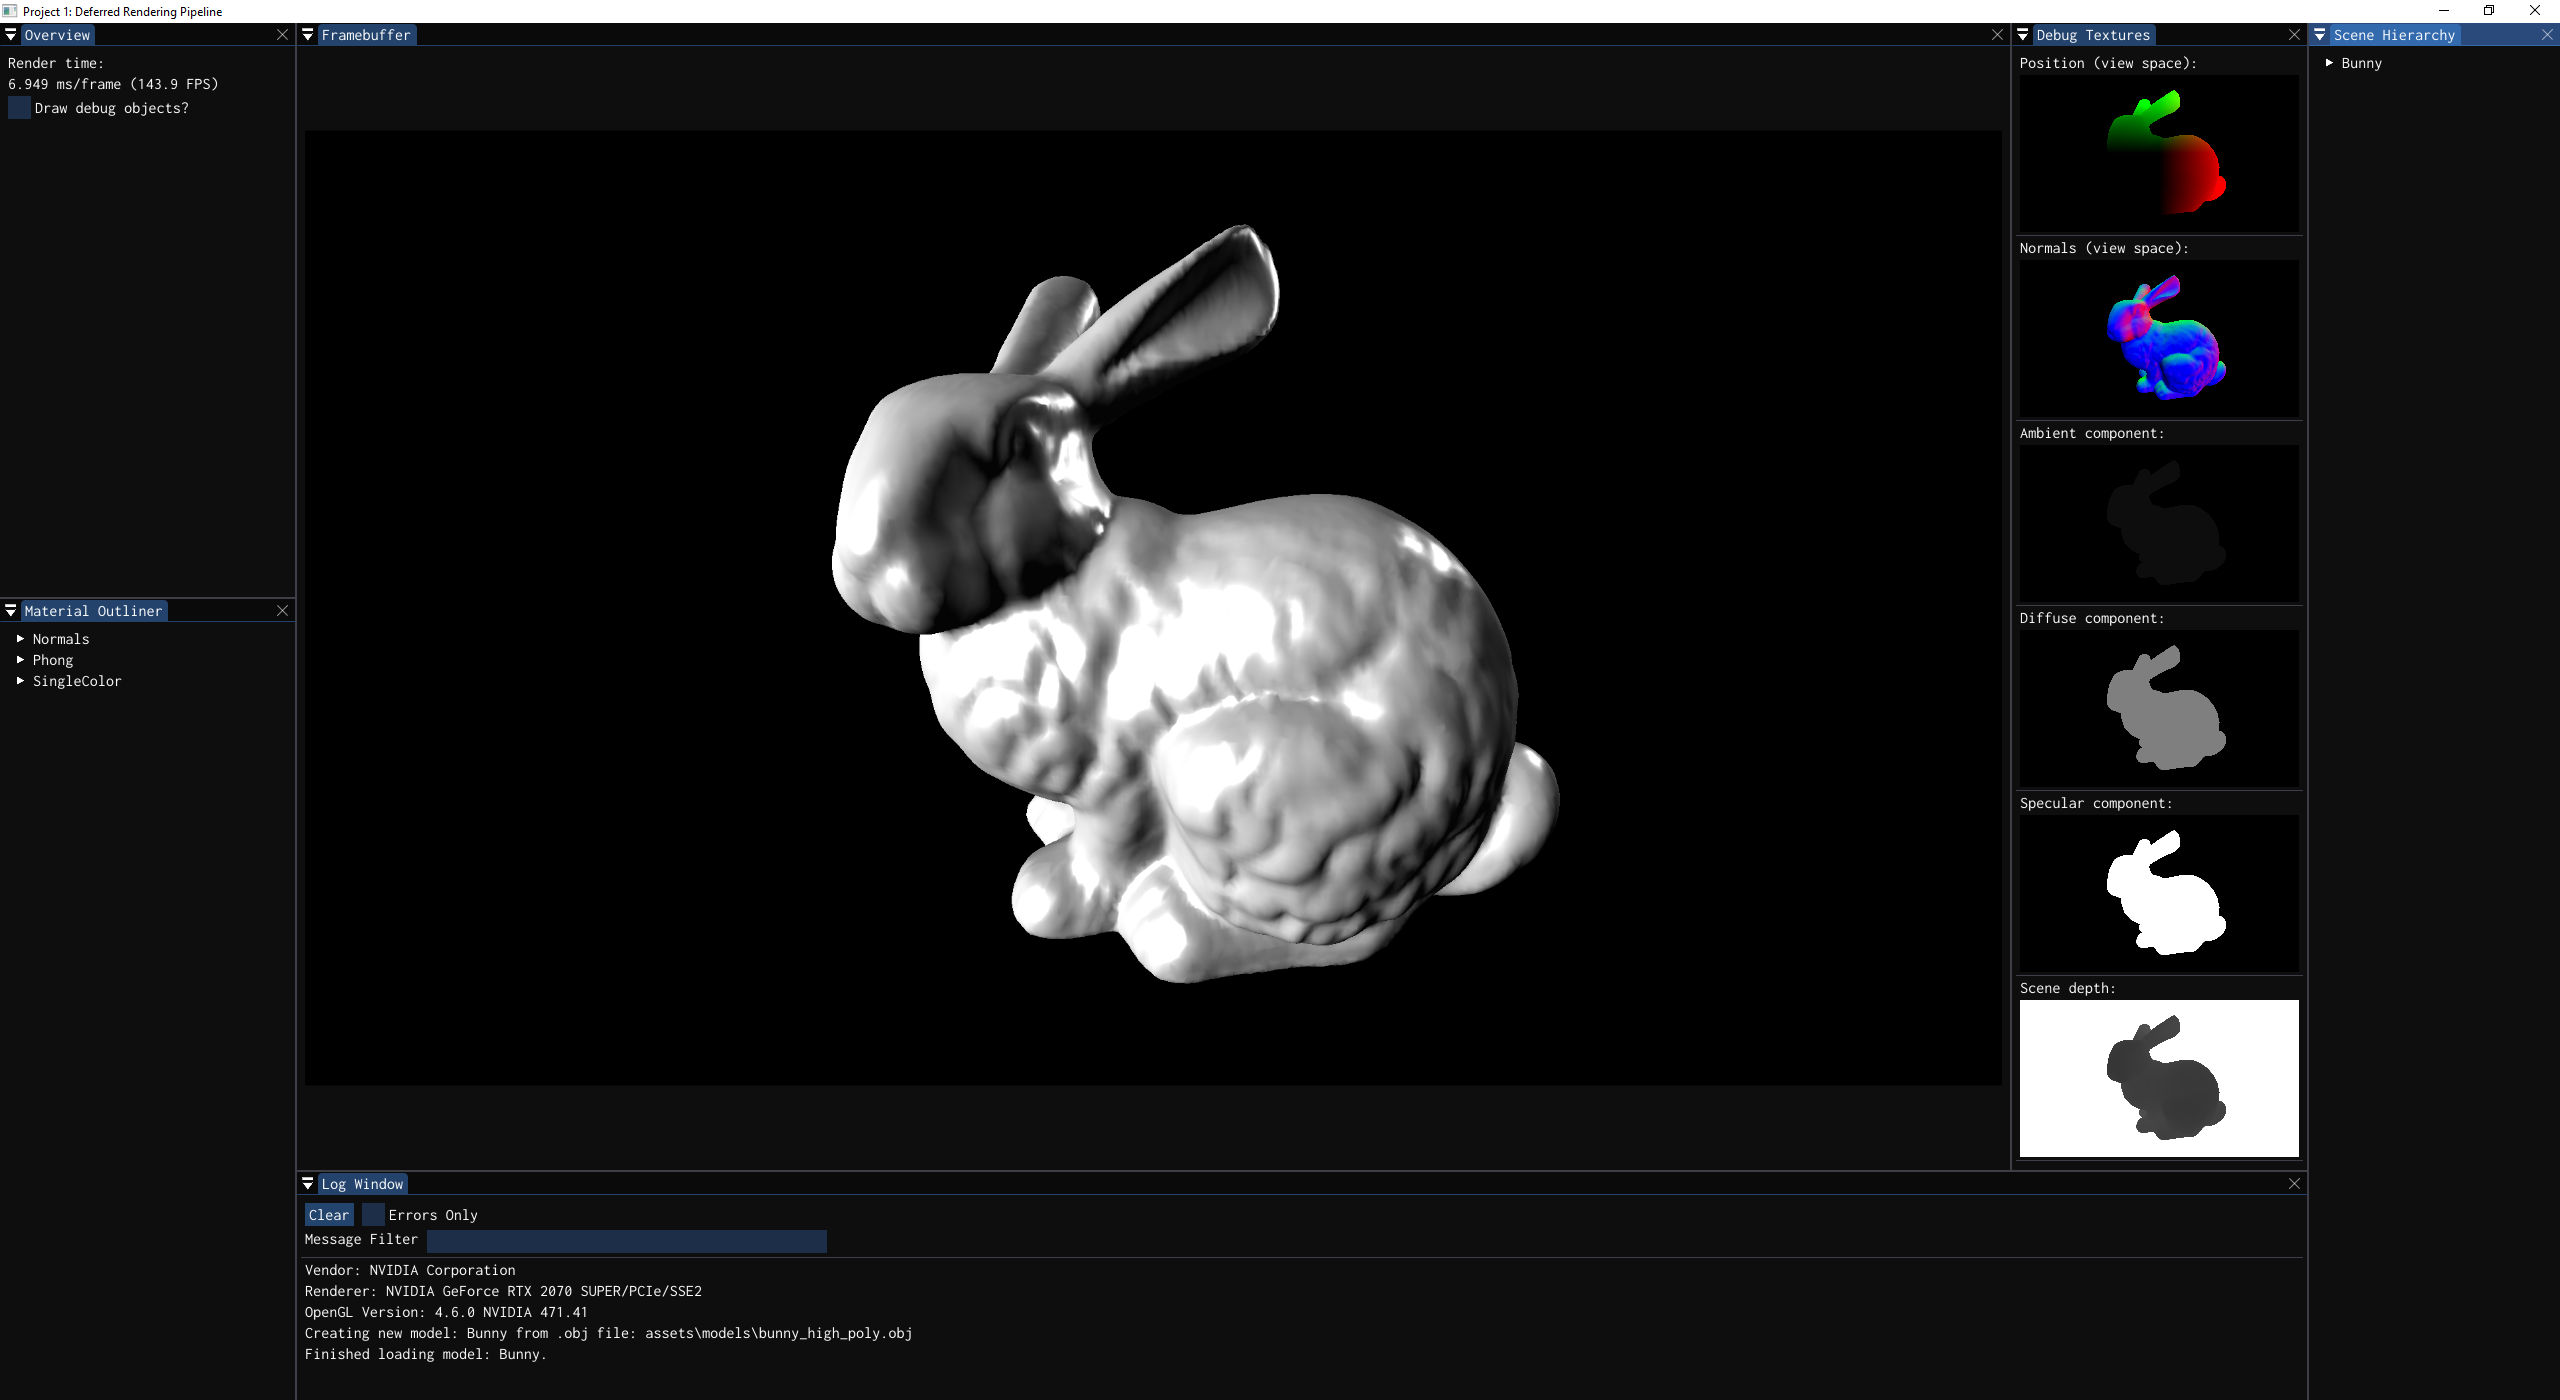 Project 1: Deferred Rendering Pipeline
Overview
Render time:
6.949 ms/frame (143.9 FPS)
Draw debug objects?
Material Outliner
Normals
Phong
SingleColor
Framebuffer
Log Window
Clear
Errors Only
Message Filter
Vendor: NVIDIA Corporation
Renderer: NVIDIA GeForce RTX 2070 SUPER/PCIe/SSE2
OpenGL Version: 4.6.0 NVIDIA 471.41
Creating new model: Bunny from .obj file: assets\models\bunny_high_poly.obj
Finished loading model: Bunny.
Debug Textures
Position (view space):
Normals (view space):
Ambient component:
Diffuse component:
Specular component:
Scene depth:
Scene Hierarchy
Bunny